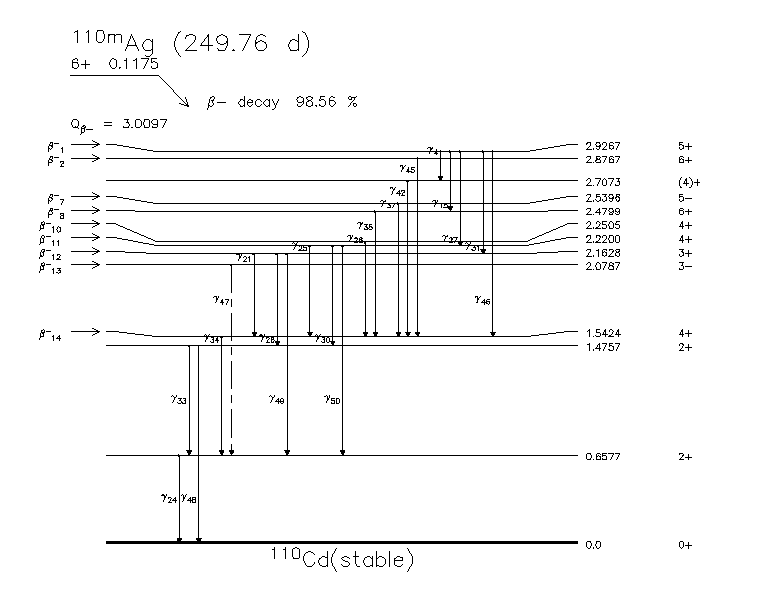 110mAg (249.76 d)
6+ 0.1175
β− decay 98.56 %
Qβ− = 3.0097
β−1 2.9267 5+
β−2 2.8767 6+
γ4
γ45
2.7073 (4)+
γ42
β−7 2.5396 5−
γ37 γ15
β−8 2.4799 6+
β−10 2.2505 4+
γ35
β−11 γ26 γ27 2.2200 4+
γ25 γ31
β−12 γ21 2.1628 3+
β−13 2.0787 3−
γ47 γ46
β−14 1.5424 4+
γ34 γ28 γ30
1.4757 2+
γ33 γ49 γ50
0.6577 2+
γ24 γ48
0.0 0+
110Cd(stable)